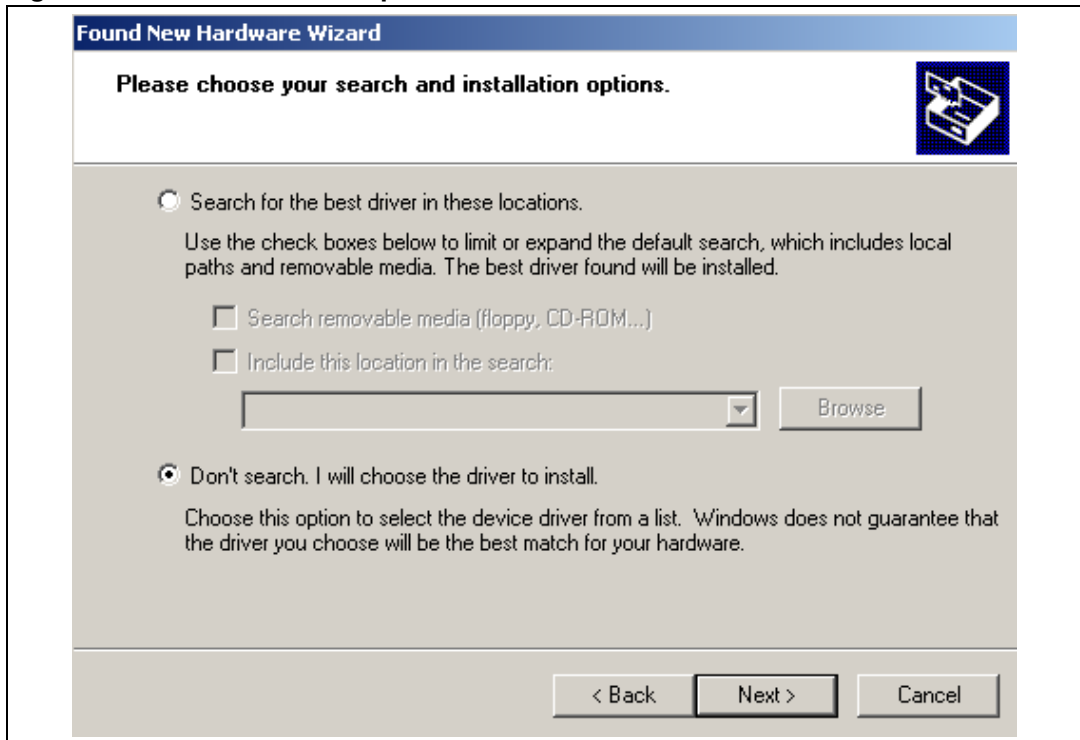 Found New Hardware Wizard
Please choose your search and installation options.
Search for the best driver in these locations.
Use the check boxes below to limit or expand the default search, which includes local
paths and removable media. The best driver found will be installed.
Search removable media (floppy, CD-ROM...)
Include this location in the search:
Browse
Don't search. I will choose the driver to install.
Choose this option to select the device driver from a list.  Windows does not guarantee that
the driver you choose will be the best match for your hardware.
< Back
Next >
Cancel